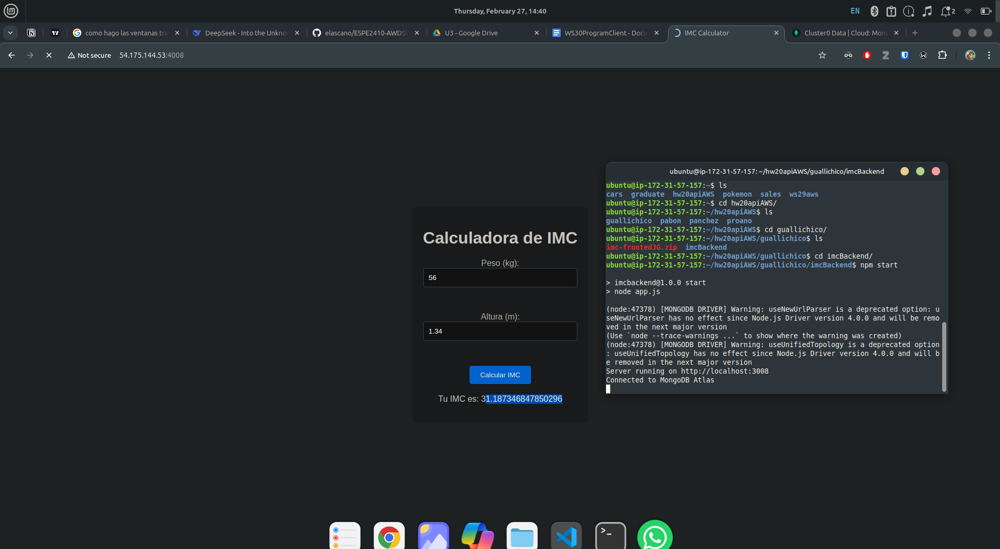 Thursday, February 27, 14:40
EN
2
como hago las ventanas tra
DeepSeek - Into the Unkno
elascano/ESPE2410-AWDSW
U3 - Google Drive
WS30ProgramClient - Docu
IMC Calculator
Cluster0 Data | Cloud: Mon
Not secure
54.175.144.53:4008
Calculadora de IMC
Peso (kg):
56
Altura (m):
1.34
Calcular IMC
Tu IMC es: 31.187346847850296
ubuntu@ip-172-31-57-157: ~/hw20apiAWS/guallichico/imcBackend
ubuntu@ip-172-31-57-157:~$ ls
cars graduate hw20apiAWS pokemon sales ws29aws
ubuntu@ip-172-31-57-157:~$ cd hw20apiAWS/
ubuntu@ip-172-31-57-157:~/hw20apiAWS$ ls
guallichico pabon panchez proano
ubuntu@ip-172-31-57-157:~/hw20apiAWS$ cd guallichico/
ubuntu@ip-172-31-57-157:~/hw20apiAWS/guallichico$ ls
imc-frontedJG.zip imcBackend
ubuntu@ip-172-31-57-157:~/hw20apiAWS/guallichico$ cd imcBackend/
ubuntu@ip-172-31-57-157:~/hw20apiAWS/guallichico/imcBackend$ npm start
> imcbackend@1.0.0 start
> node app.js
(node:47378) [MONGODB DRIVER] Warning: useNewUrlParser is a deprecated option: u
seNewUrlParser has no effect since Node.js Driver version 4.0.0 and will be remo
ved in the next major version
(Use `node --trace-warnings ...` to show where the warning was created)
(node:47378) [MONGODB DRIVER] Warning: useUnifiedTopology is a deprecated option
: useUnifiedTopology has no effect since Node.js Driver version 4.0.0 and will b
e removed in the next major version
Server running on http://localhost:3008
Connected to MongoDB Atlas